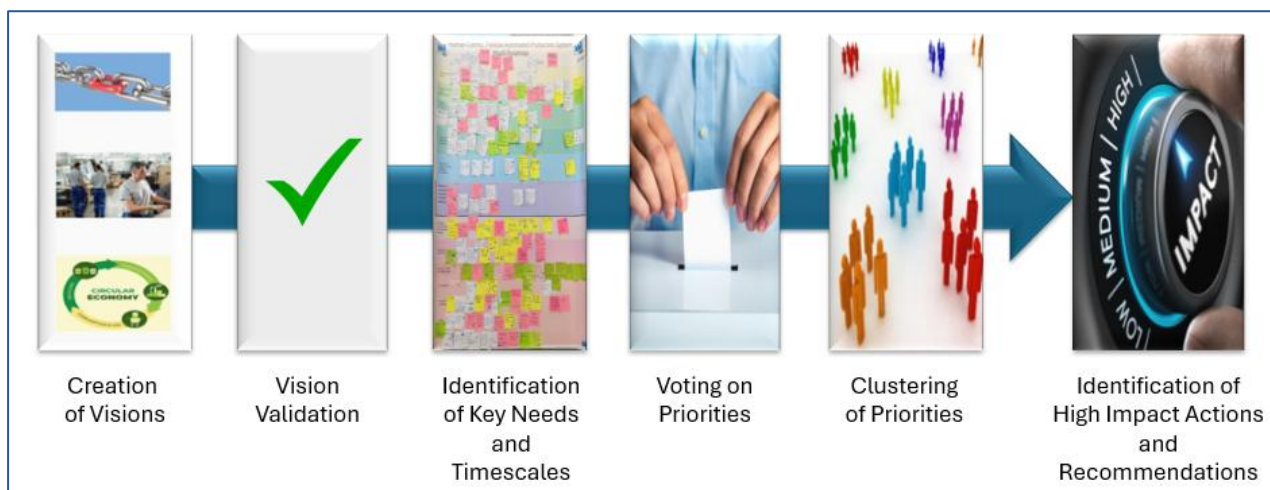 CIRCULAR
ECONOMY
LOW | MEDIUM | HIGH |
IMPACT
Creation
of Visions
Vision
Validation
Identification
of Key Needs
and
Timescales
Voting on
Priorities
Clustering
of Priorities
Identification of
High Impact Actions
and
Recommendations